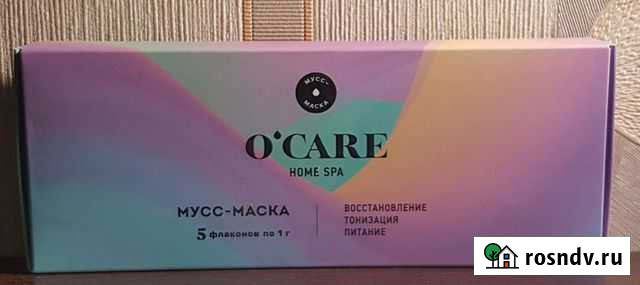 МУСС-
МАСКА
O'CARE
HOME SPA
МУСС-МАСКА
5 флаконов по 1 г
ВОССТАНОВЛЕНИЕ
ТОНИЗАЦИЯ
ПИТАНИЕ
rosndv.ru